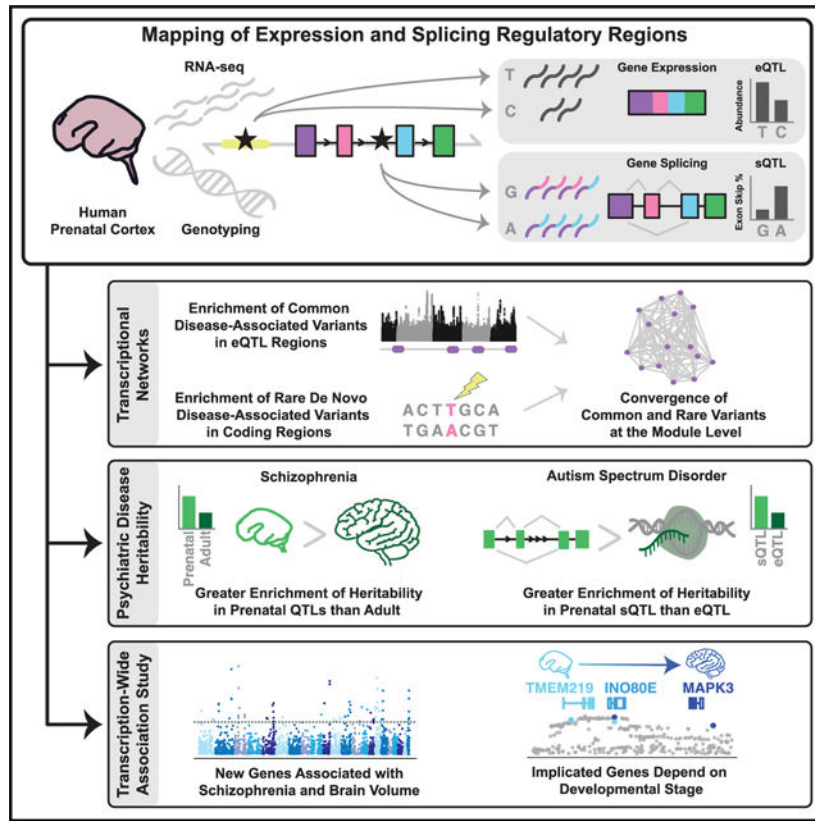 Mapping of Expression and Splicing Regulatory Regions
RNA-seq
Human
Prenatal Cortex
Genotyping
T
C
Gene Expression
eQTL
Abundance
T C
G
A
Gene Splicing
sQTL
Exon Skip %
G A
Transcriptional
Networks
Enrichment of Common
Disease-Associated Variants
in eQTL Regions
Enrichment of Rare De Novo
Disease-Associated Variants
in Coding Regions
ACTTGCA
TGAACGT
Convergence of
Common and Rare Variants
at the Module Level
Psychiatric Disease
Heritability
Schizophrenia
Prenatal
Adult
>
Greater Enrichment of Heritability
in Prenatal QTLs than Adult
Autism Spectrum Disorder
>
sQTL
eQTL
Greater Enrichment of Heritability
in Prenatal sQTL than eQTL
Transcription-Wide
Association Study
New Genes Associated with
Schizophrenia and Brain Volume
TMEM219 INO80E MAPK3
Implicated Genes Depend on
Developmental Stage